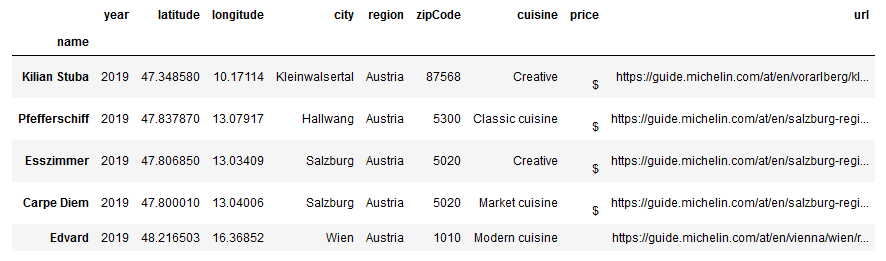 year latitude longitude city region zipCode cuisine price url
name
Kilian Stuba 2019 47.348580 10.17114 Kleinwalsertal Austria 87568 Creative $ https://guide.michelin.com/at/en/vorarlberg/kl...
Pfefferschiff 2019 47.837870 13.07917 Hallwang Austria 5300 Classic cuisine $ https://guide.michelin.com/at/en/salzburg-regi...
Esszimmer 2019 47.806850 13.03409 Salzburg Austria 5020 Creative $ https://guide.michelin.com/at/en/salzburg-regi...
Carpe Diem 2019 47.800010 13.04006 Salzburg Austria 5020 Market cuisine $ https://guide.michelin.com/at/en/salzburg-regi...
Edvard 2019 48.216503 16.36852 Wien Austria 1010 Modern cuisine https://guide.michelin.com/at/en/vienna/wien/r...